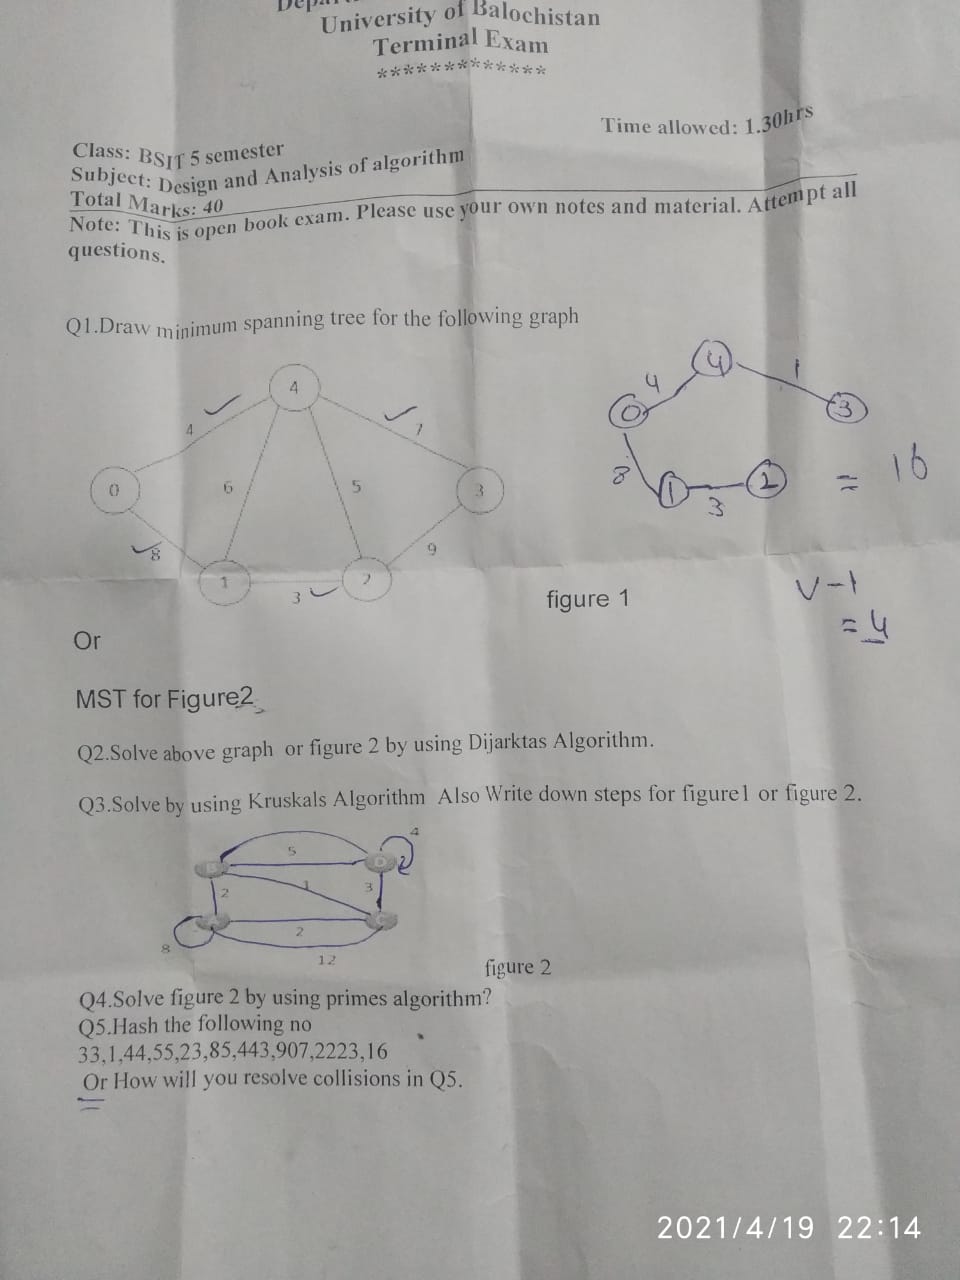 University of Balochistan
Terminal Exam
*************
Time allowed: 1.30hrs
Class: BSIT 5 semester
Subject: Design and Analysis of algorithm
Total Marks: 40
Note: This is open book exam. Please use your own notes and material. Attempt all
questions.
Q1.Draw minimum spanning tree for the following graph
4
4
0
6
5
3
8
1
3
2
9
figure 1
4
4
1
0
3
8
1
3
2
= 16
V-1
= 4
Or
MST for Figure2
Q2.Solve above graph or figure 2 by using Dijarktas Algorithm.
Q3.Solve by using Kruskals Algorithm Also Write down steps for figure1 or figure 2.
4
5
B
D
2
1
3
A
C
2
8
12
figure 2
Q4.Solve figure 2 by using primes algorithm?
Q5.Hash the following no
33,1,44,55,23,85,443,907,2223,16
Or How will you resolve collisions in Q5.
2021/4/19 22:14